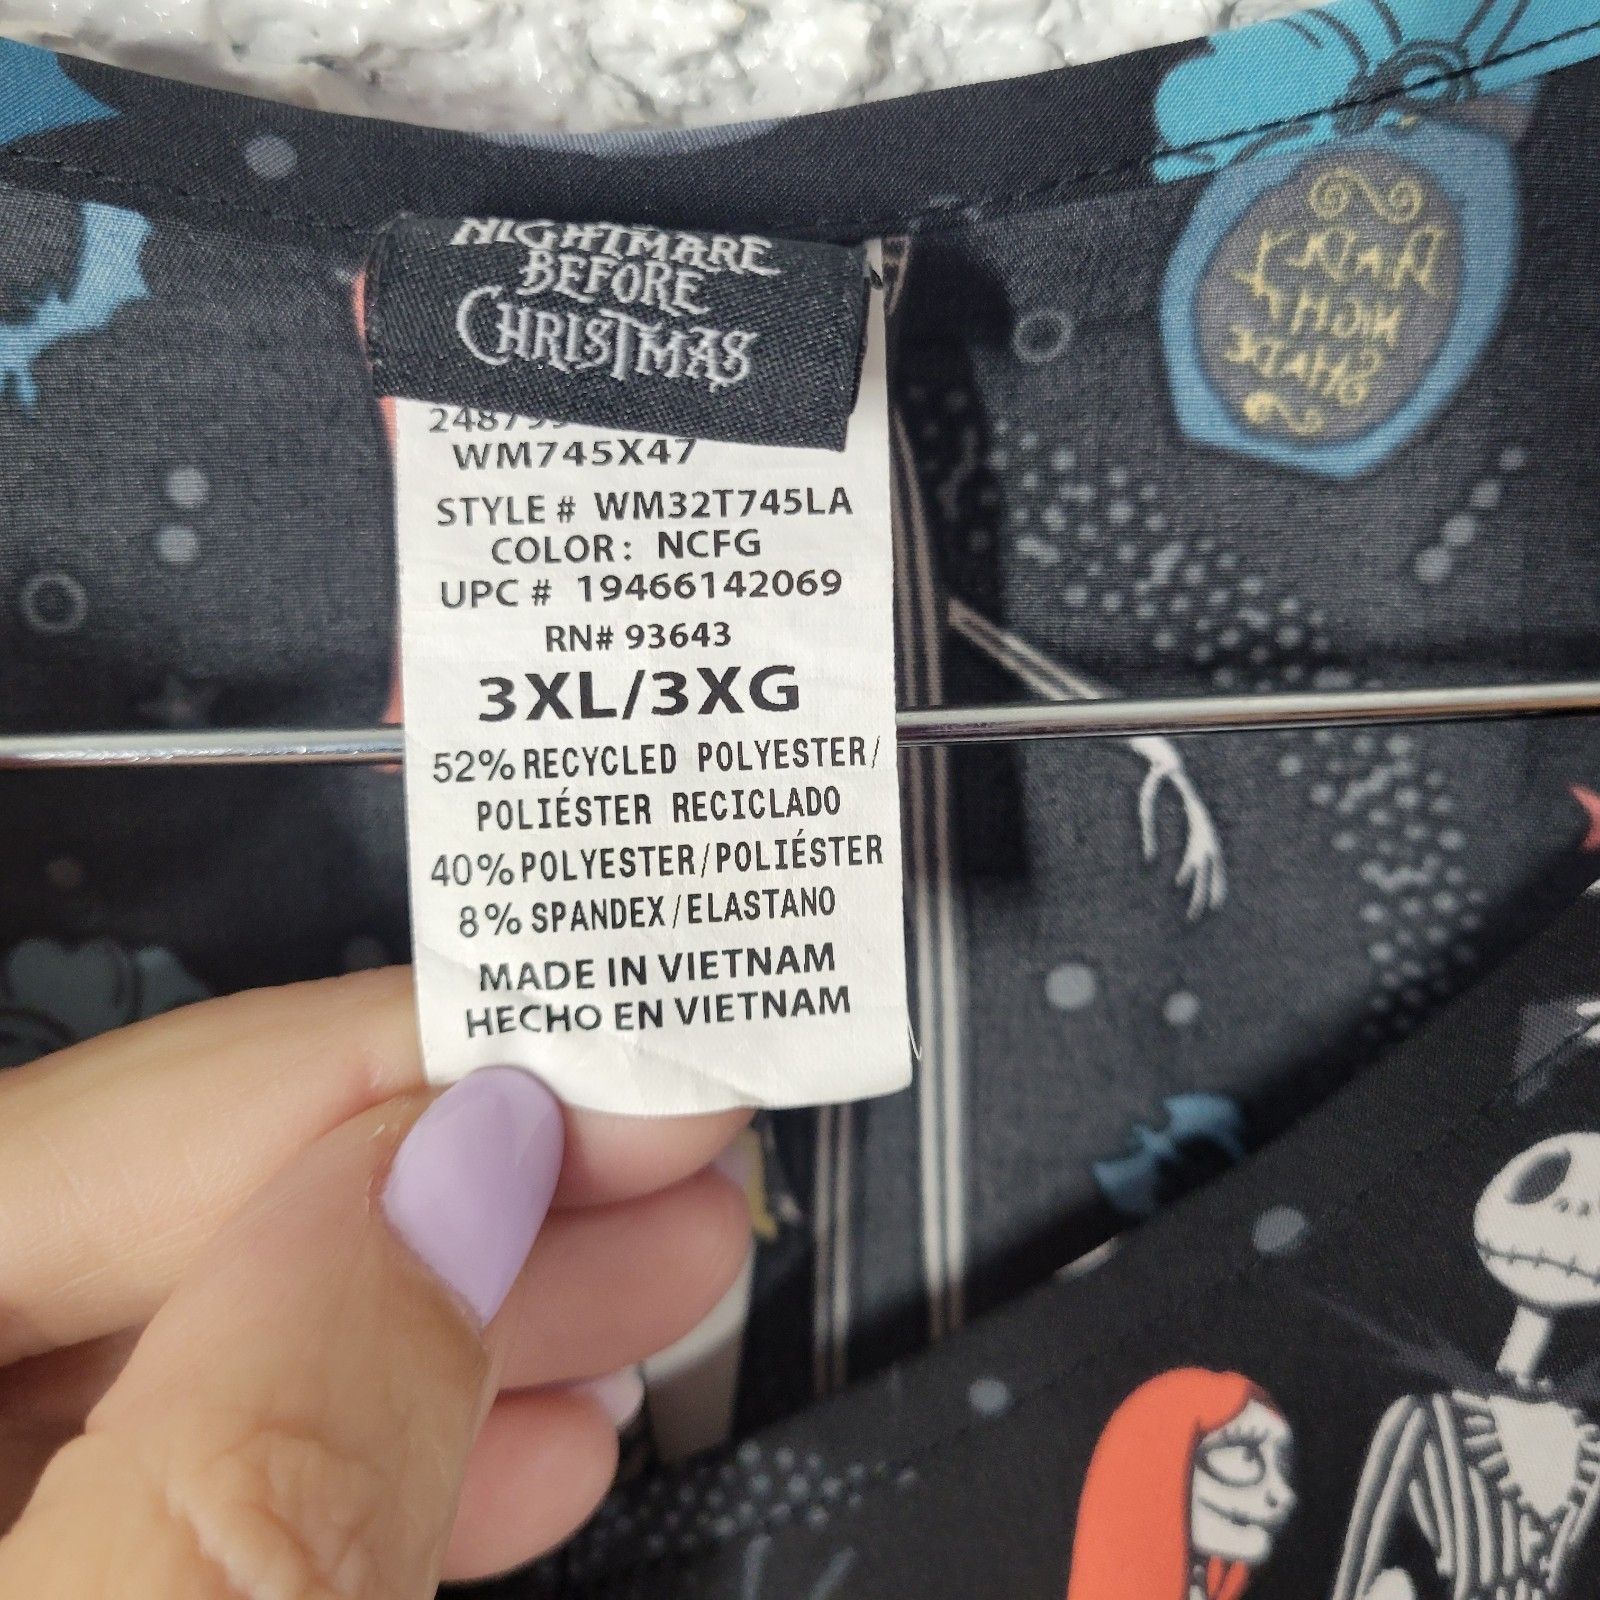 NIGHTMARE
BEFORE
CHRISTMAS
WM745X47
STYLE # WM32T745LA
COLOR: NCFG
UPC # 19466142069
RN# 93643
3XL/3XG
52% RECYCLED POLYESTER/
POLIÉSTER RECICLADO
40% POLYESTER/POLIÉSTER
8% SPANDEX/ELASTANO
MADE IN VIETNAM
HECHO EN VIETNAM